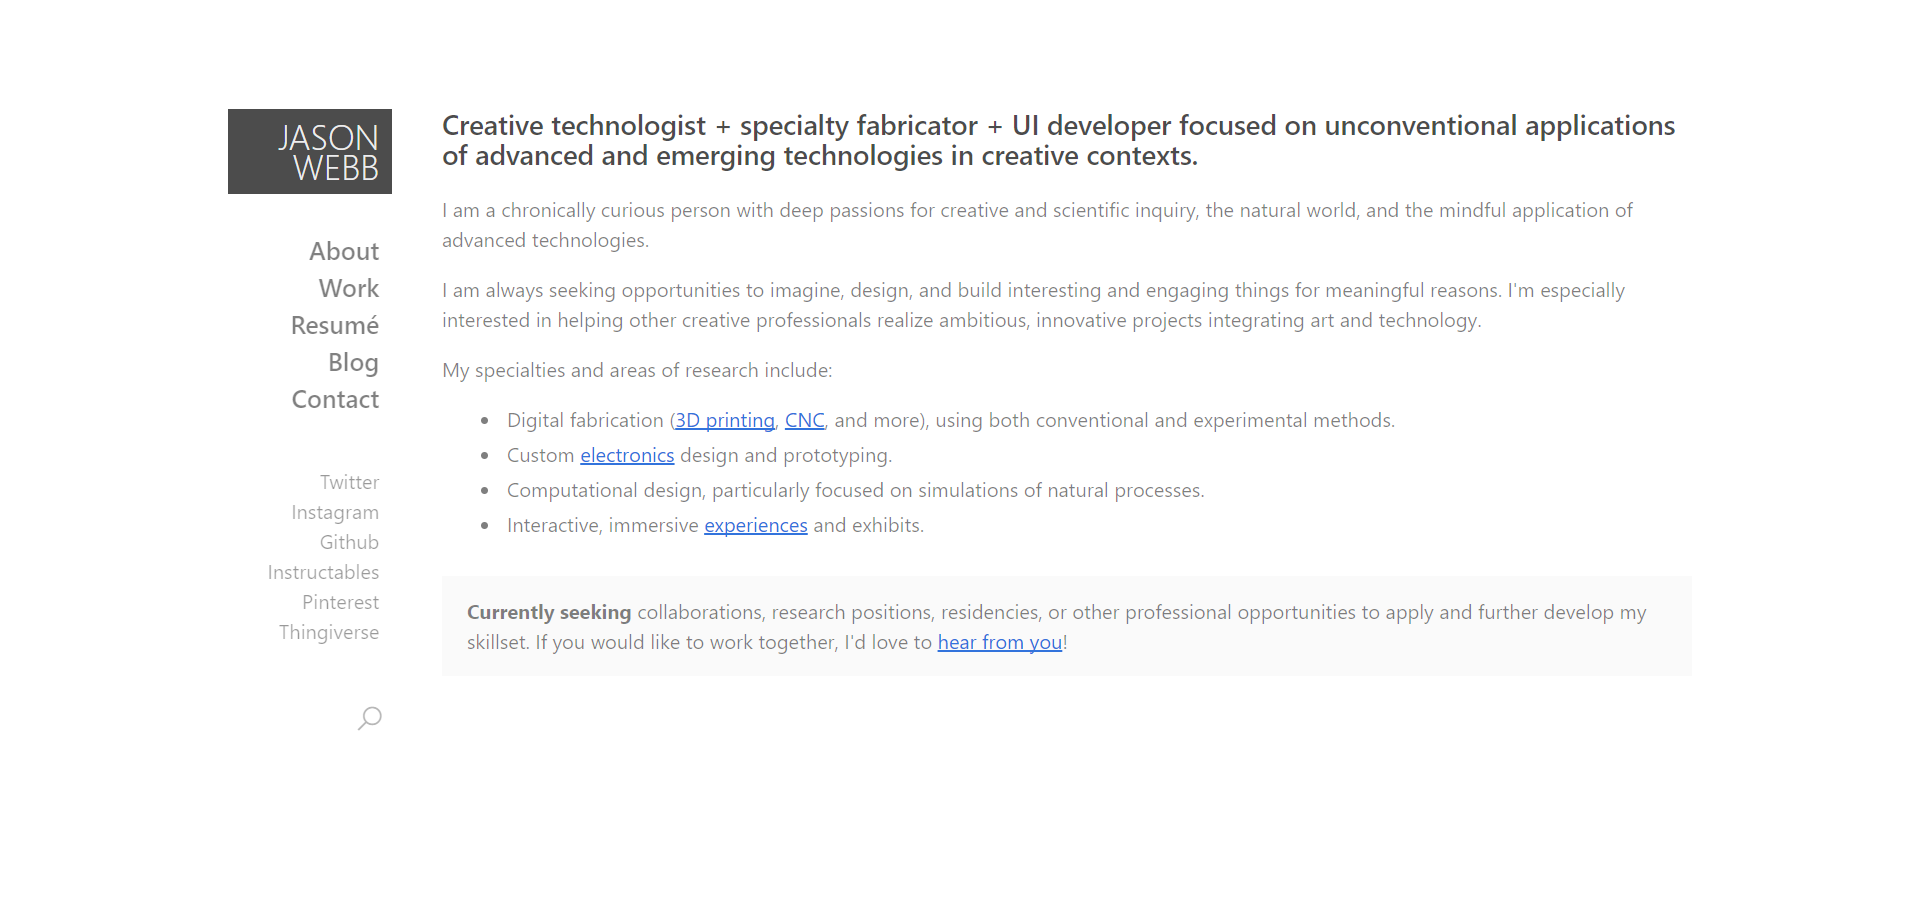 JASON
WEBB
About
Work
Resumé
Blog
Contact
Twitter
Instagram
Github
Instructables
Pinterest
Thingiverse
Creative technologist + specialty fabricator + UI developer focused on unconventional applications
of advanced and emerging technologies in creative contexts.
I am a chronically curious person with deep passions for creative and scientific inquiry, the natural world, and the mindful application of
advanced technologies.
I am always seeking opportunities to imagine, design, and build interesting and engaging things for meaningful reasons. I'm especially
interested in helping other creative professionals realize ambitious, innovative projects integrating art and technology.
My specialties and areas of research include:
• Digital fabrication (3D printing, CNC, and more), using both conventional and experimental methods.
• Custom electronics design and prototyping.
• Computational design, particularly focused on simulations of natural processes.
• Interactive, immersive experiences and exhibits.
Currently seeking collaborations, research positions, residencies, or other professional opportunities to apply and further develop my
skillset. If you would like to work together, I'd love to hear from you!